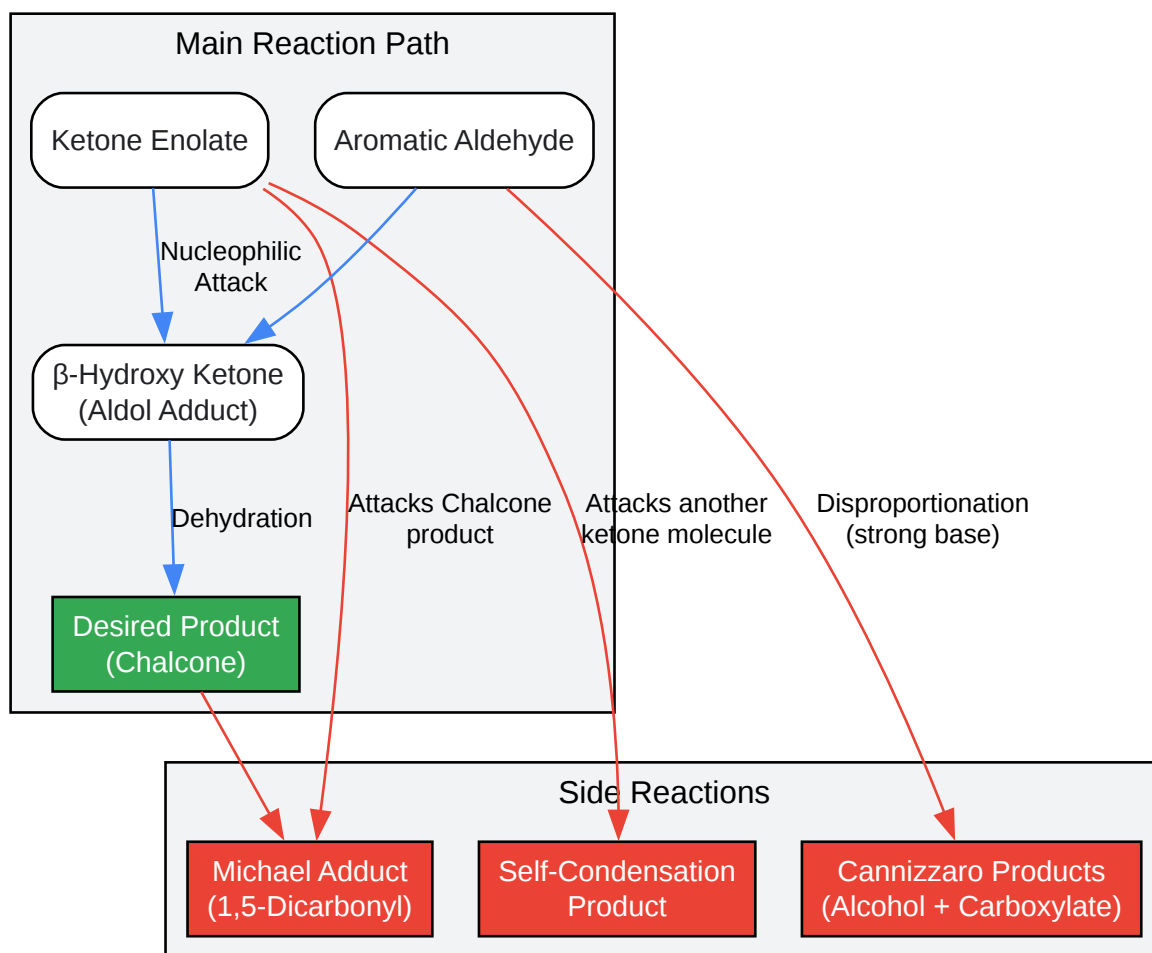 Main Reaction Path
Ketone Enolate
Aromatic Aldehyde
Nucleophilic
Attack
β-Hydroxy Ketone
(Aldol Adduct)
Dehydration
Attacks Chalcone
product
Attacks another
ketone molecule
Disproportionation
(strong base)
Desired Product
(Chalcone)
Side Reactions
Michael Adduct
(1,5-Dicarbonyl)
Self-Condensation
Product
Cannizzaro Products
(Alcohol + Carboxylate)